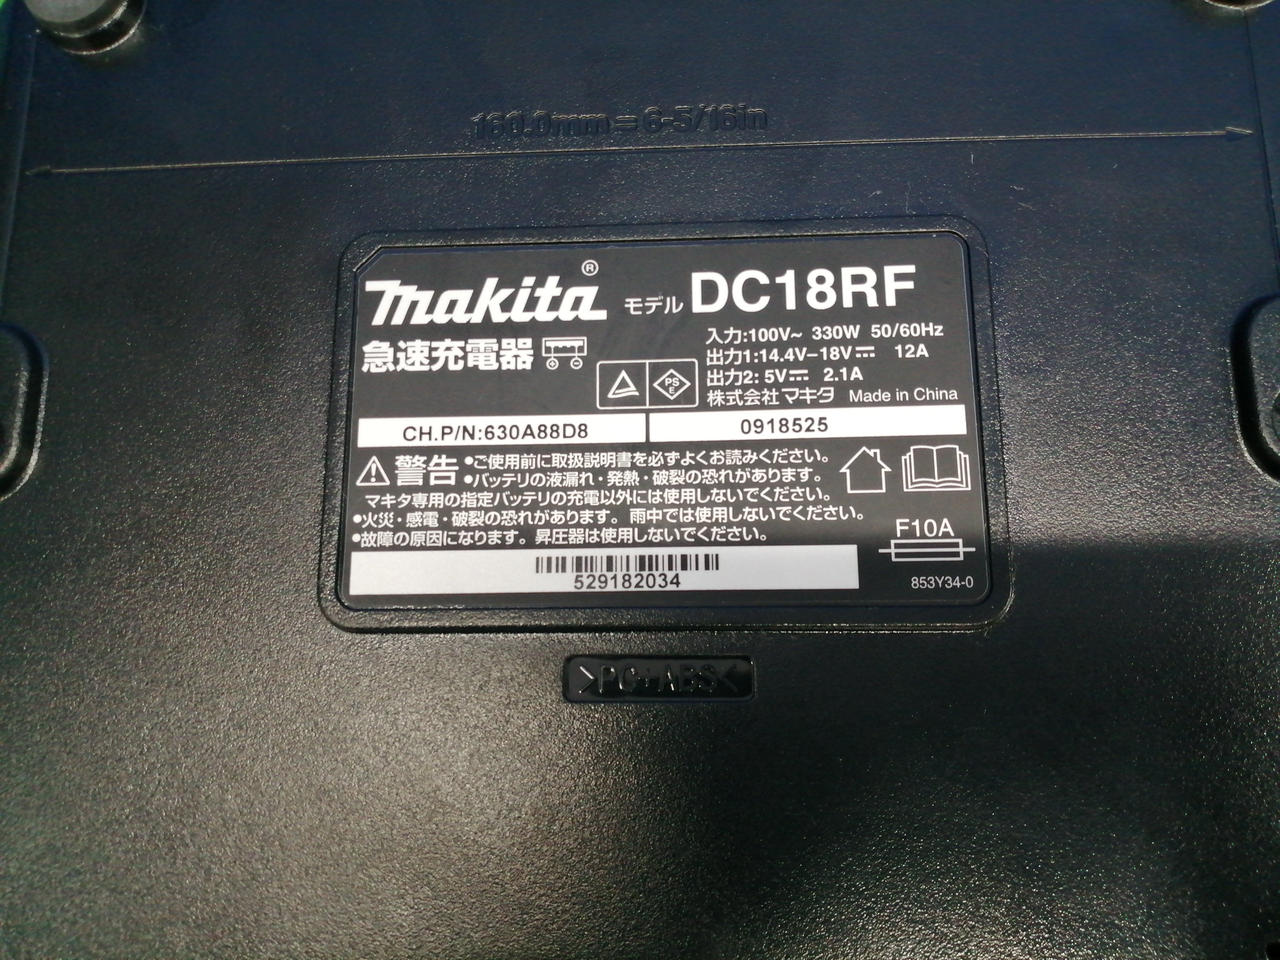 160.0mm=6-5/16in
makita® モデル DC18RF
急速充電器
入力:100V~ 330W 50/60Hz
出力1:14.4V-18V⎓ 12A
出力2: 5V⎓ 2.1A
PSE
株式会社 マキタ Made in China
CH.P/N:630A88D8
0918525
⚠警告 •ご使用前に取扱説明書を必ずよくお読みください。
•バッテリの液漏れ・発熱・破裂の恐れがあります。
マキタ専用の指定バッテリの充電以外には使用しないでください。
•火災・感電・破裂の恐れがあります。雨中では使用しないでください。
•故障の原因になります。昇圧器は使用しないでください。
F10A
529182034
853Y34-0
>PC+ABS<